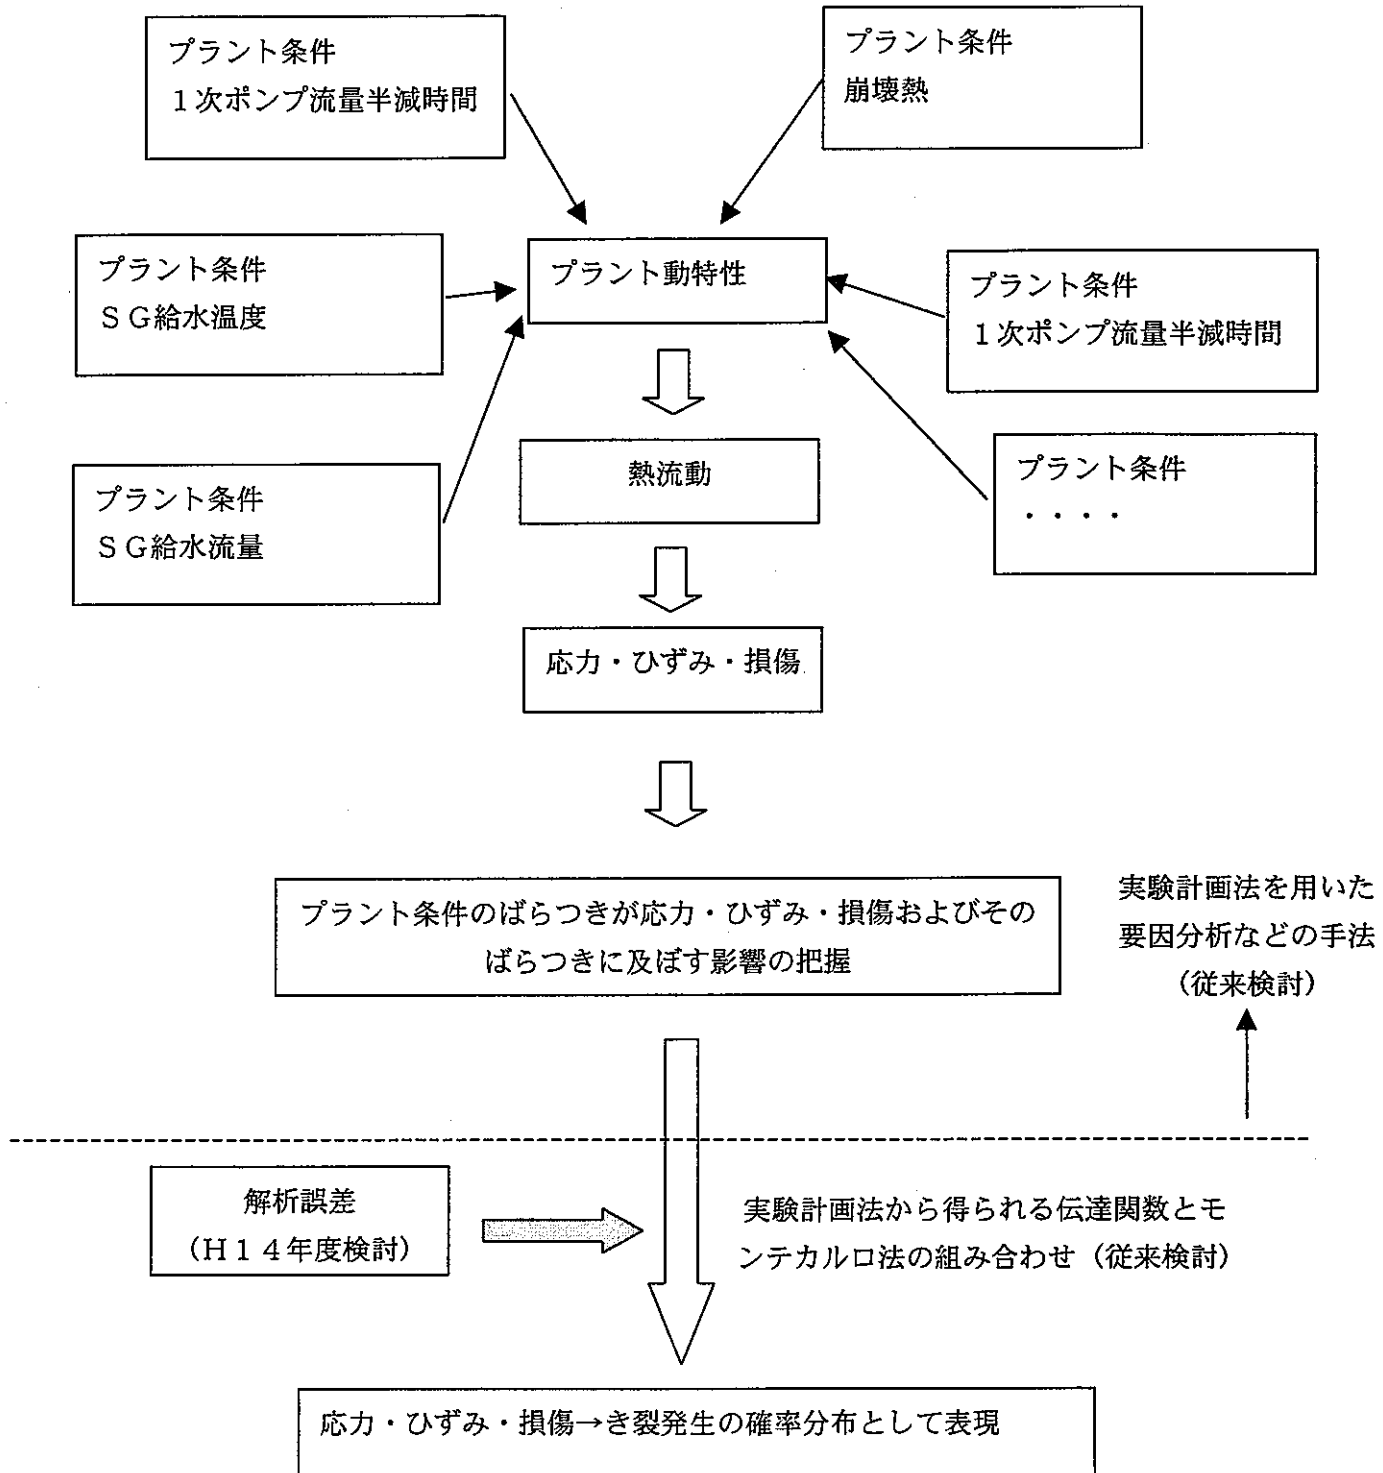 プラント条件
１次ポンプ流量半減時間
プラント条件
崩壊熱
プラント条件
ＳＧ給水温度
プラント動特性
プラント条件
１次ポンプ流量半減時間
プラント条件
ＳＧ給水流量
熱流動
プラント条件
・・・・
応力・ひずみ・損傷
プラント条件のばらつきが応力・ひずみ・損傷およびその
ばらつきに及ぼす影響の把握
実験計画法を用いた
要因分析などの手法
（従来検討）
解析誤差
（Ｈ１４年度検討）
実験計画法から得られる伝達関数とモ
ンテカルロ法の組み合わせ（従来検討）
応力・ひずみ・損傷→き裂発生の確率分布として表現